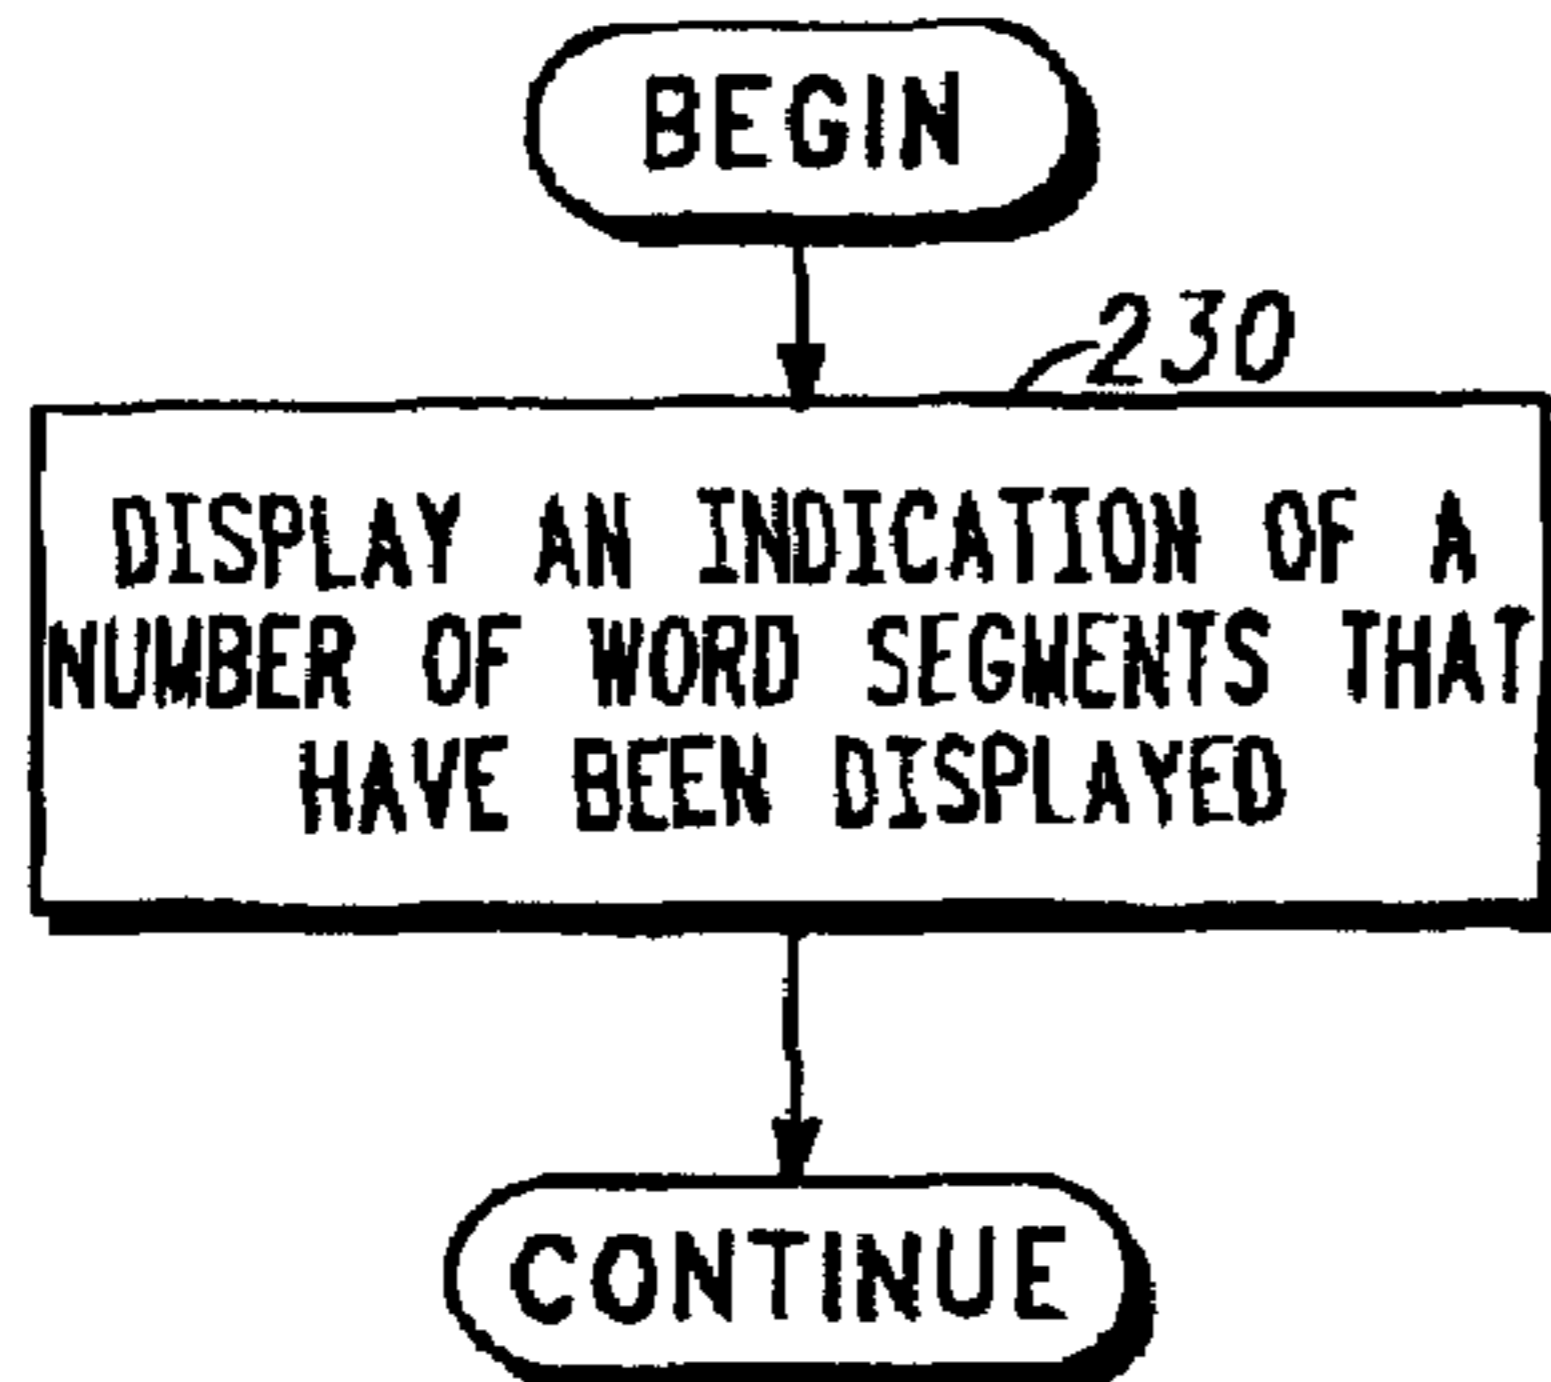 BEGIN
230
DISPLAY AN INDICATION OF A
NUMBER OF WORD SEGMENTS THAT
HAVE BEEN DISPLAYED
CONTINUE